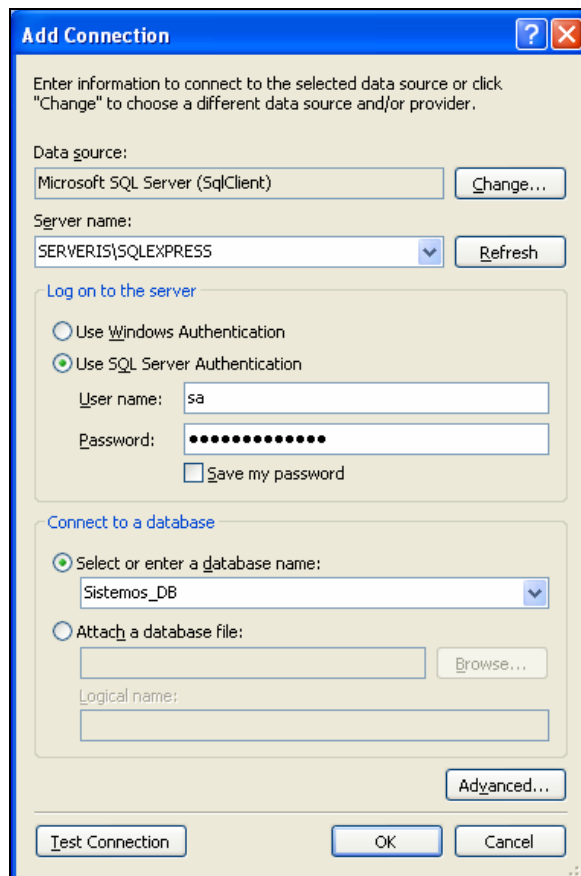 Add Connection
Enter information to connect to the selected data source or click
"Change" to choose a different data source and/or provider.
Data source:
Microsoft SQL Server (SqlClient)
Change...
Server name:
SERVERIS\SQLEXPRESS
Refresh
Log on to the server
Use Windows Authentication
Use SQL Server Authentication
User name:
sa
Password:
●●●●●●●●●●●●●
Save my password
Connect to a database
Select or enter a database name:
Sistemos_DB
Attach a database file:
Browse...
Logical name:
Advanced...
Test Connection
OK
Cancel